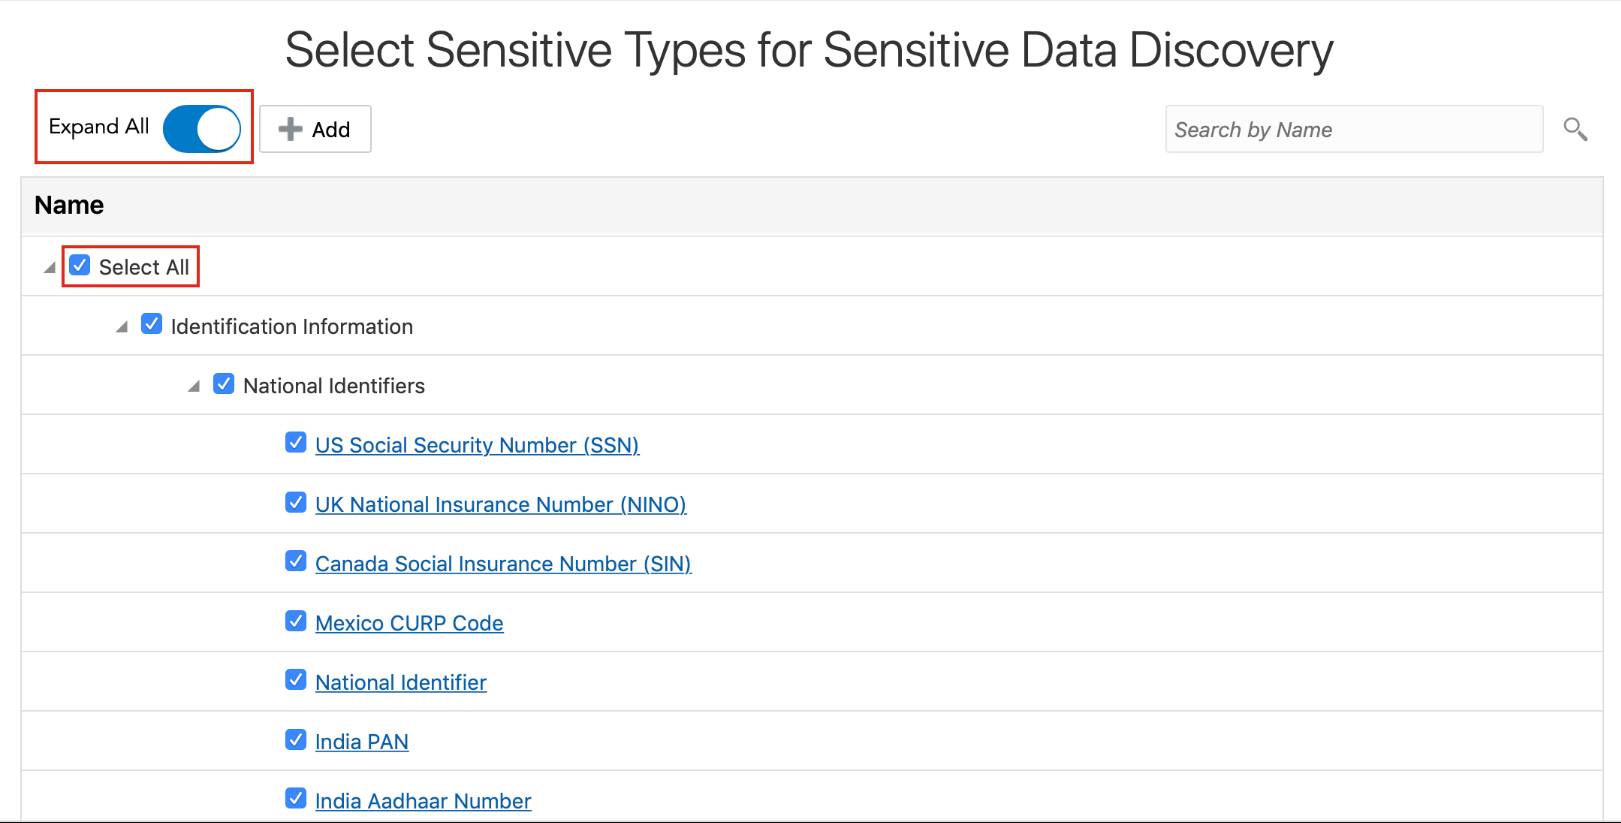 Select Sensitive Types for Sensitive Data Discovery
Expand All
Add
Search by Name
Name
Select All
Identification Information
National Identifiers
US Social Security Number (SSN)
UK National Insurance Number (NINO)
Canada Social Insurance Number (SIN)
Mexico CURP Code
National Identifier
India PAN
India Aadhaar Number